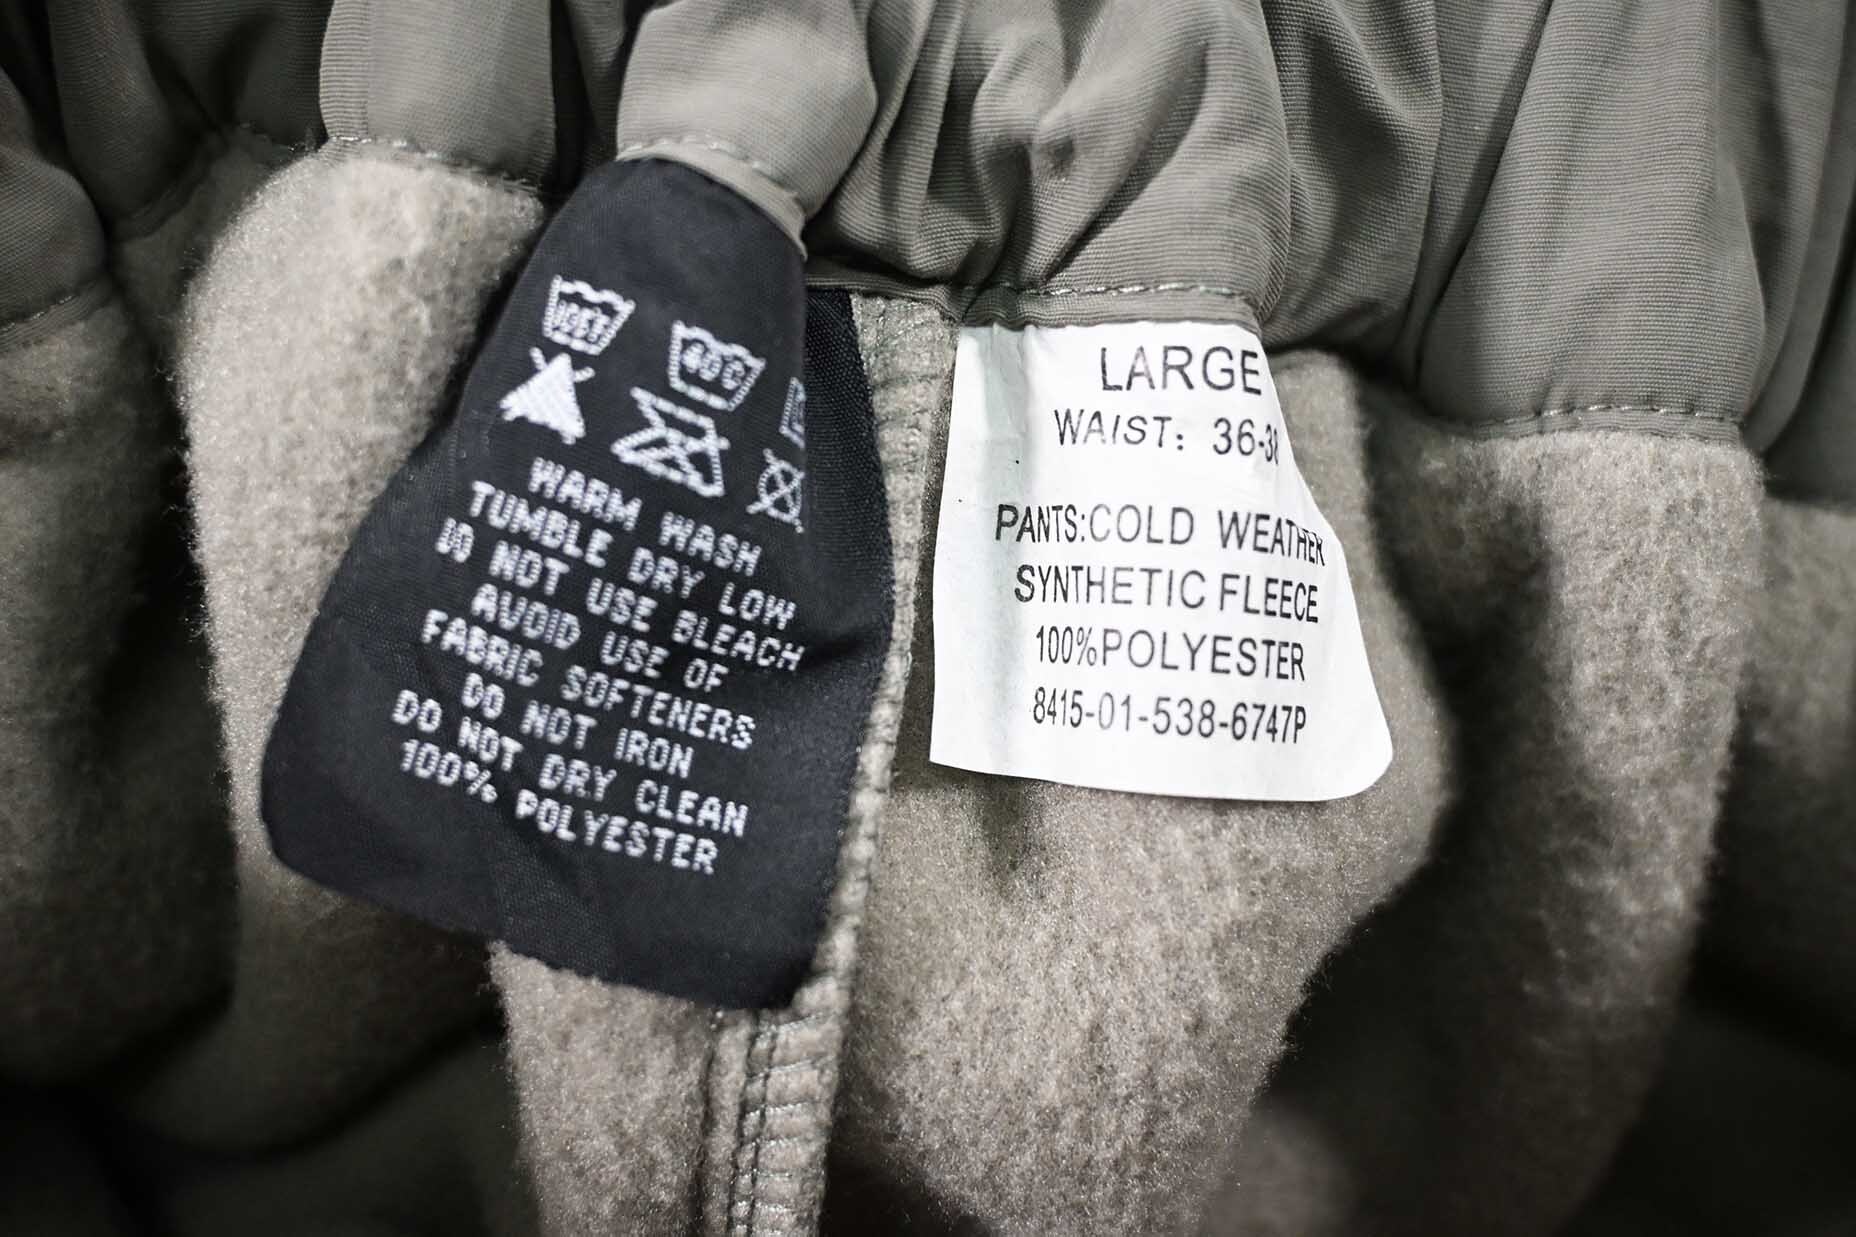 WARM WASH
TUMBLE DRY LOW
DO NOT USE BLEACH
AVOID USE OF
FABRIC SOFTENERS
DO NOT IRON
DO NOT DRY CLEAN
100% POLYESTER
LARGE
WAIST: 36-38
PANTS:COLD WEATHER
SYNTHETIC FLEECE
100%POLYESTER
8415-01-538-6747P